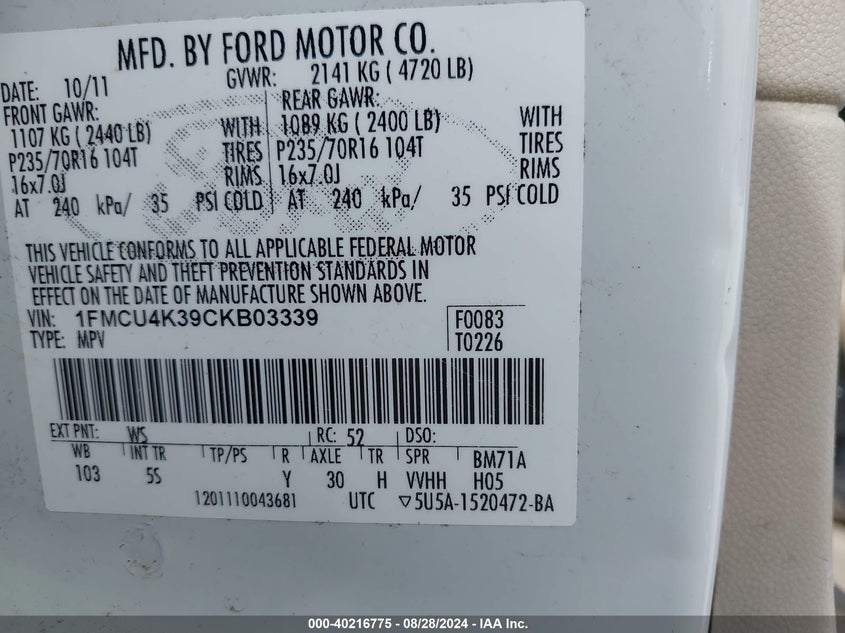 MFD. BY FORD MOTOR CO.
DATE: 10/11 GVWR: 2141 KG ( 4720 LB)
FRONT GAWR: REAR GAWR:
1107 KG ( 2440 LB) WITH 1089 KG ( 2400 LB) WITH
P235/70R16 104T TIRES P235/70R16 104T TIRES
16x7.0J RIMS 16x7.0J RIMS
AT 240 kPa/ 35 PSI COLD AT 240 kPa/ 35 PSI COLD
THIS VEHICLE CONFORMS TO ALL APPLICABLE FEDERAL MOTOR
VEHICLE SAFETY AND THEFT PREVENTION STANDARDS IN
EFFECT ON THE DATE OF MANUFACTURE SHOWN ABOVE.
VIN: 1FMCU4K39CKB03339 F0083
TYPE: MPV T0226
EXT PNT: WS RC: 52 DSO:
WB INT TR TP/PS R AXLE TR SPR BM71A
103 5S Y 30 H VVHH H05
1201110043681 UTC ▽5U5A-1520472-BA
000-40216775 - 08/28/2024 - IAA Inc.